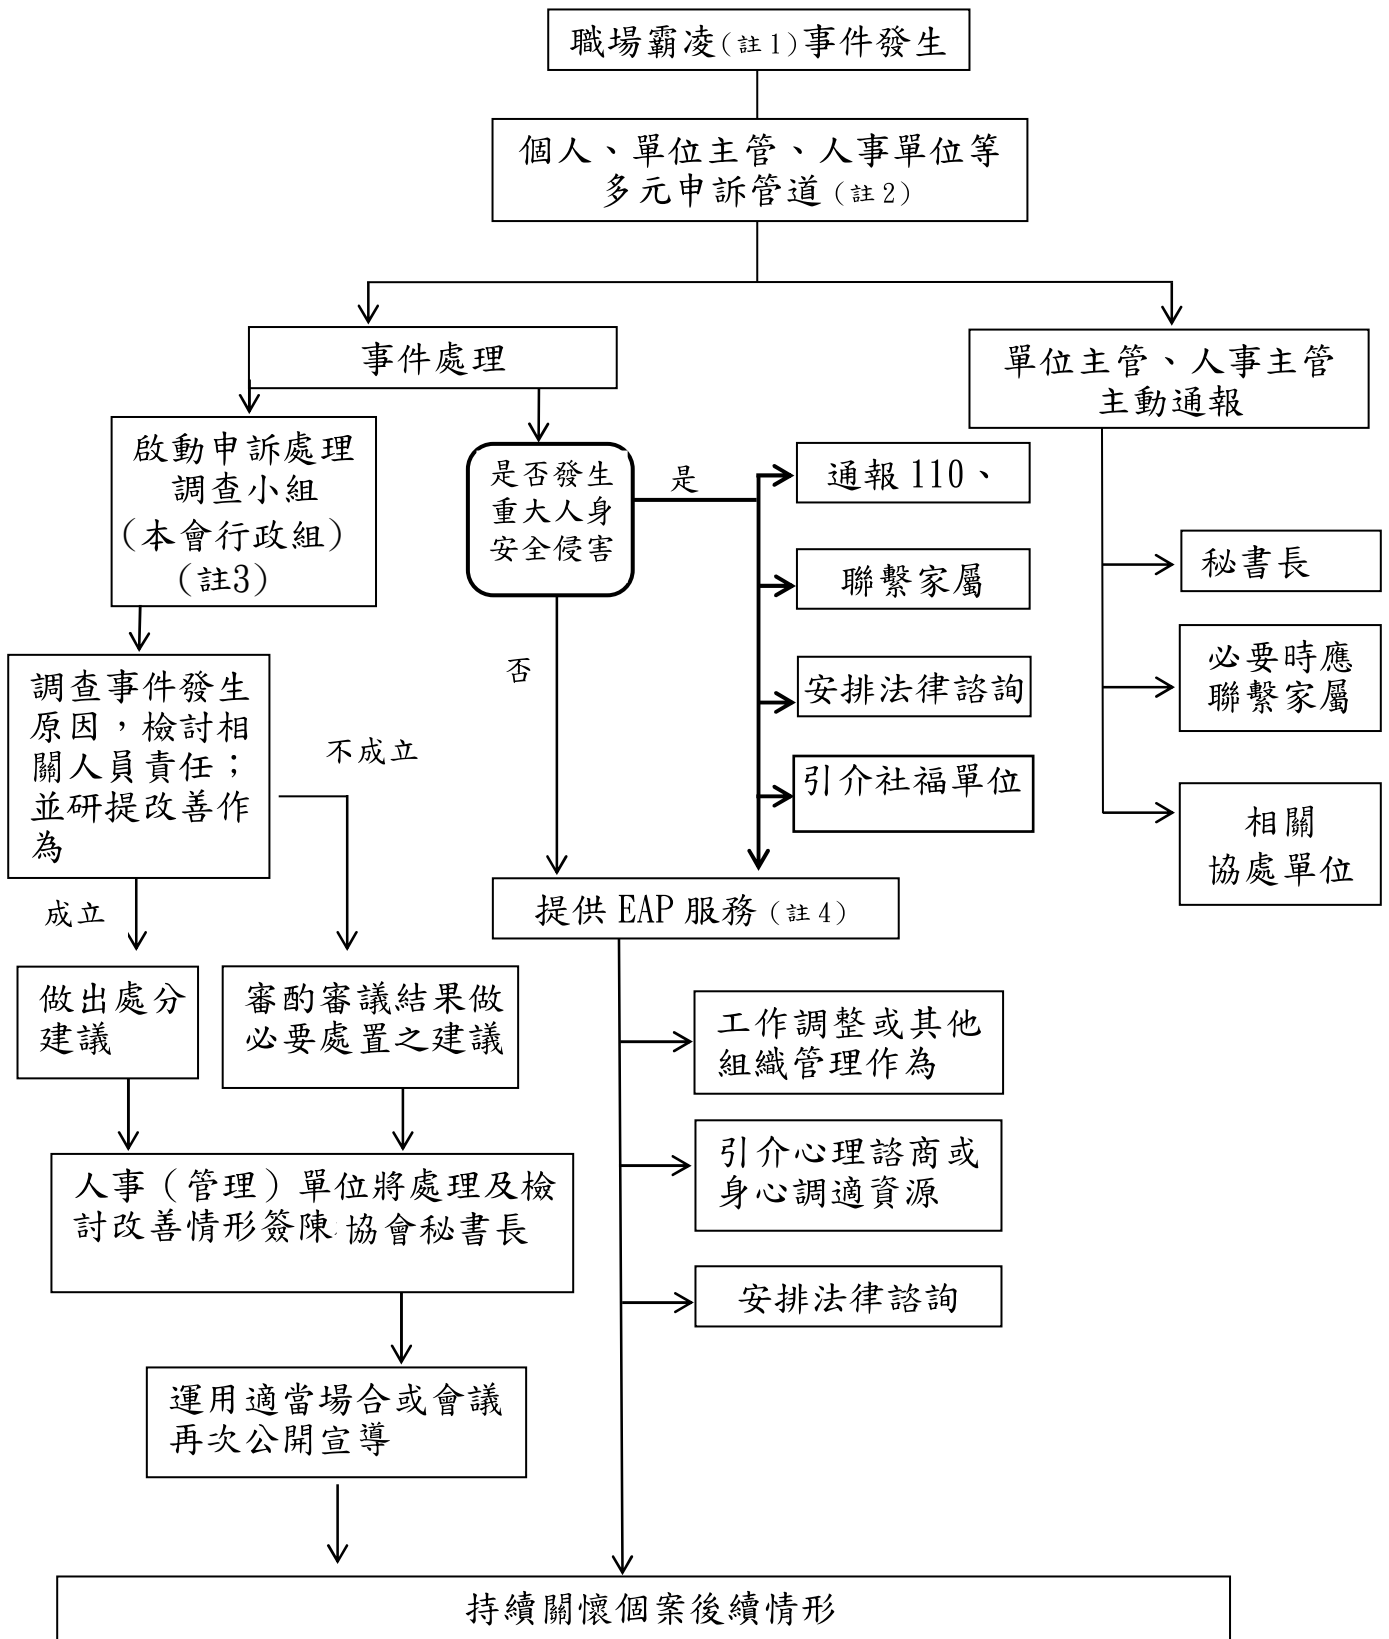 職場霸凌(註1)事件發生
個人、單位主管、人事單位等
多元申訴管道(註2)
事件處理
單位主管、人事主管
主動通報
啟動申訴處理
調查小組
(本會行政組)
(註3)
是否發生
重大人身
安全侵害
是
通報 110、
聯繫家屬
安排法律諮詢
引介社福單位
否
秘書長
必要時應
聯繫家屬
相關
協處單位
調查事件發生
原因，檢討相
關人員責任；
並研提改善作
為
不成立
成立
提供 EAP 服務(註4)
做出處分
建議
審酌審議結果做
必要處置之建議
工作調整或其他
組織管理作為
引介心理諮商或
身心調適資源
安排法律諮詢
人事（管理）單位將處理及檢
討改善情形簽陳 協會秘書長
運用適當場合或會議
再次公開宣導
持續關懷個案後續情形